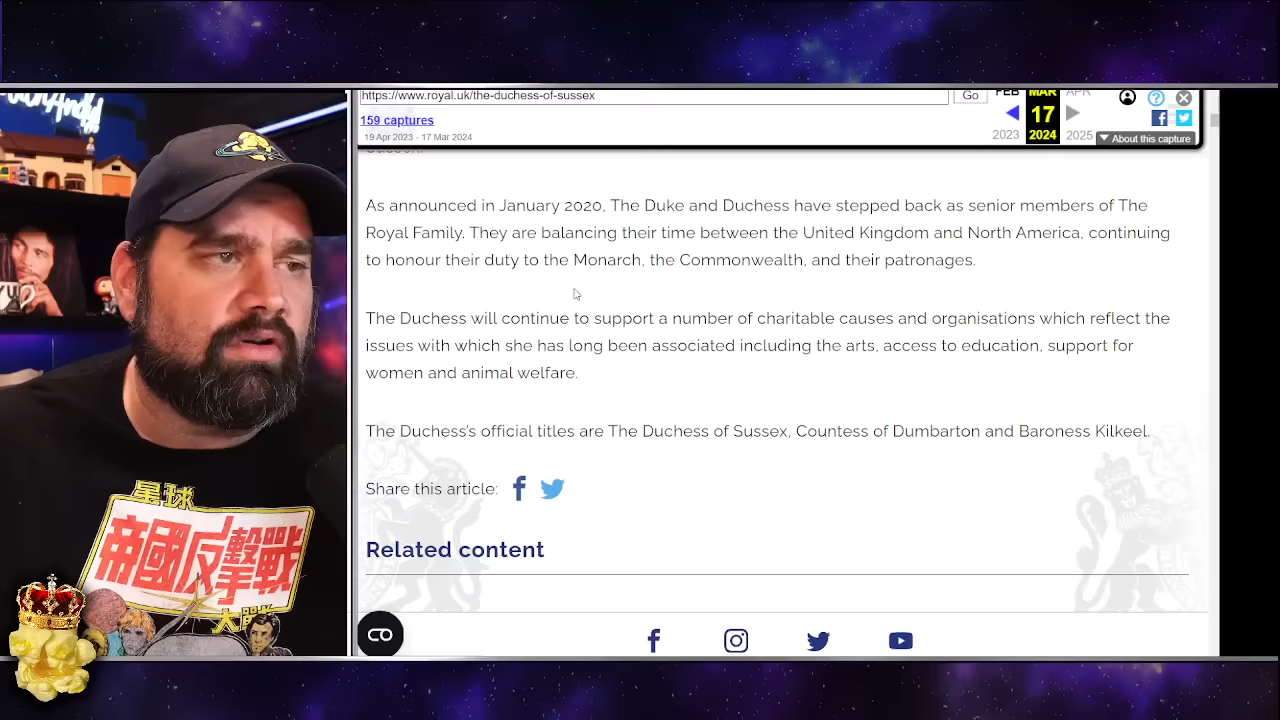 https://www.royal.uk/the-duchess-of-sussex
Go
FEB
MAR
APR
159 captures
17
19 Apr 2023 - 17 Mar 2024
2023
2024
2025
About this capture
Sussex.
As announced in January 2020, The Duke and Duchess have stepped back as senior members of The
Royal Family. They are balancing their time between the United Kingdom and North America, continuing
to honour their duty to the Monarch, the Commonwealth, and their patronages.
The Duchess will continue to support a number of charitable causes and organisations which reflect the
issues with which she has long been associated including the arts, access to education, support for
women and animal welfare.
The Duchess's official titles are The Duchess of Sussex, Countess of Dumbarton and Baroness Kilkeel.
Share this article:
Related content
星球
帝國反擊戰